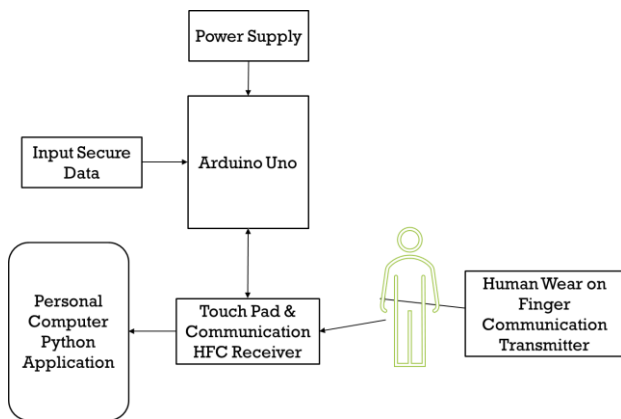 Power Supply
Input Secure
Data
Arduino Uno
Personal
Computer
Python
Application
Touch Pad &
Communication
HFC Receiver
Human Wear on
Finger
Communication
Transmitter